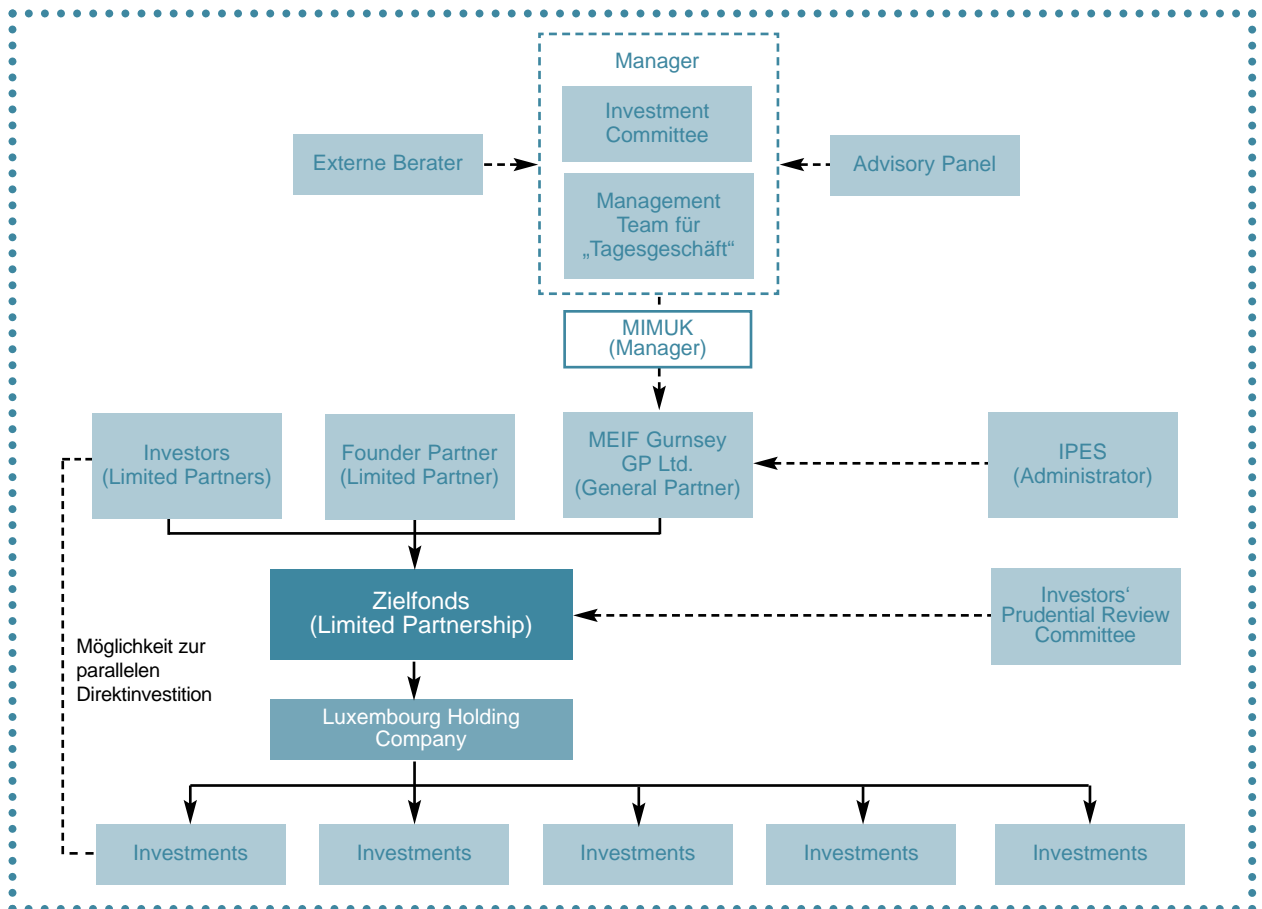 Manager
Investment
Committee
Externe Berater
Advisory Panel
Management
Team für
„Tagesgeschäft“
MIMUK
(Manager)
Investors
(Limited Partners)
Founder Partner
(Limited Partner)
MEIF Gurnsey
GP Ltd.
(General Partner)
IPES
(Administrator)
Zielfonds
(Limited Partnership)
Investors‘
Prudential Review
Committee
Möglichkeit zur
parallelen
Direktinvestition
Luxembourg Holding
Company
Investments
Investments
Investments
Investments
Investments